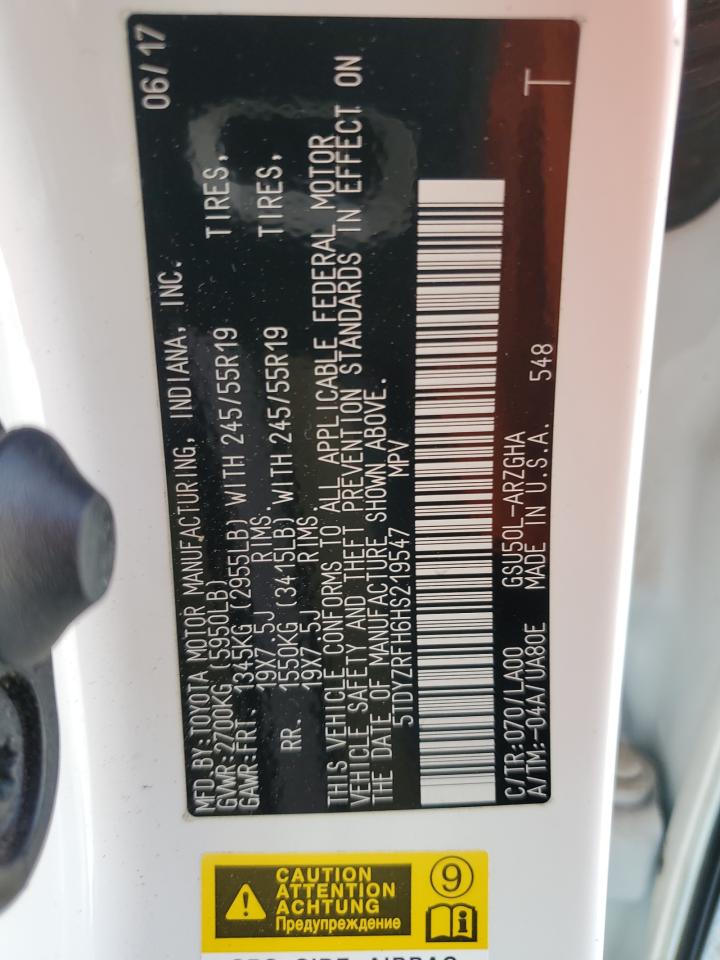 MFD.BY:TOYOTA MOTOR MANUFACTURING, INDIANA, INC. 06/17
GVWR:2700KG (5950LB)
GAWR:FRT. 1345KG (2955LB) WITH 245/55R19 TIRES,
19X7.5J RIMS.
RR. 1550KG (3415LB) WITH 245/55R19 TIRES,
19X7.5J RIMS.
THIS VEHICLE CONFORMS TO ALL APPLICABLE FEDERAL MOTOR
VEHICLE SAFETY AND THEFT PREVENTION STANDARDS IN EFFECT ON
THE DATE OF MANUFACTURE SHOWN ABOVE.
5TDYZRFH6HS219547 MPV
C/TR:070/LA00 GSU50L-ARZGHA T
A/TM:-04A/UA80E MADE IN U.S.A. 548
CAUTION
ATTENTION
ACHTUNG
Предупреждение
9
i